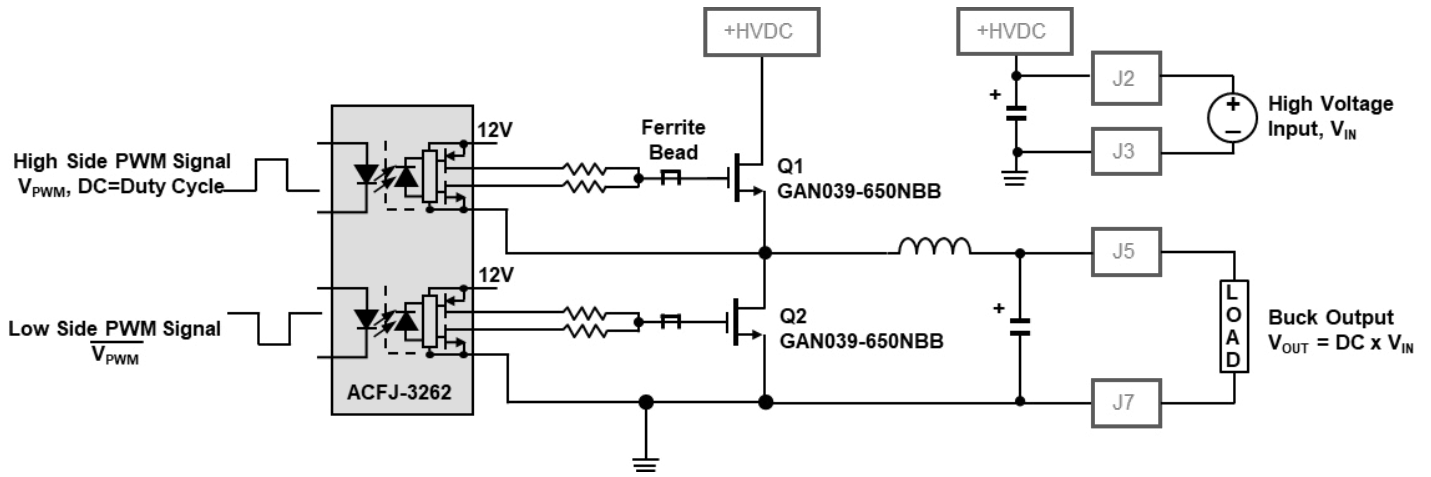 +HVDC
+HVDC
J2
J3
+
+
–
High Voltage
Input, VIN
12V
Ferrite
Bead
High Side PWM Signal
VPWM, DC=Duty Cycle
Q1
GAN039-650NBB
J5
12V
+
L
O
A
D
Q2
GAN039-650NBB
Buck Output
VOUT = DC x VIN
Low Side PWM Signal
VPWM
ACFJ-3262
J7